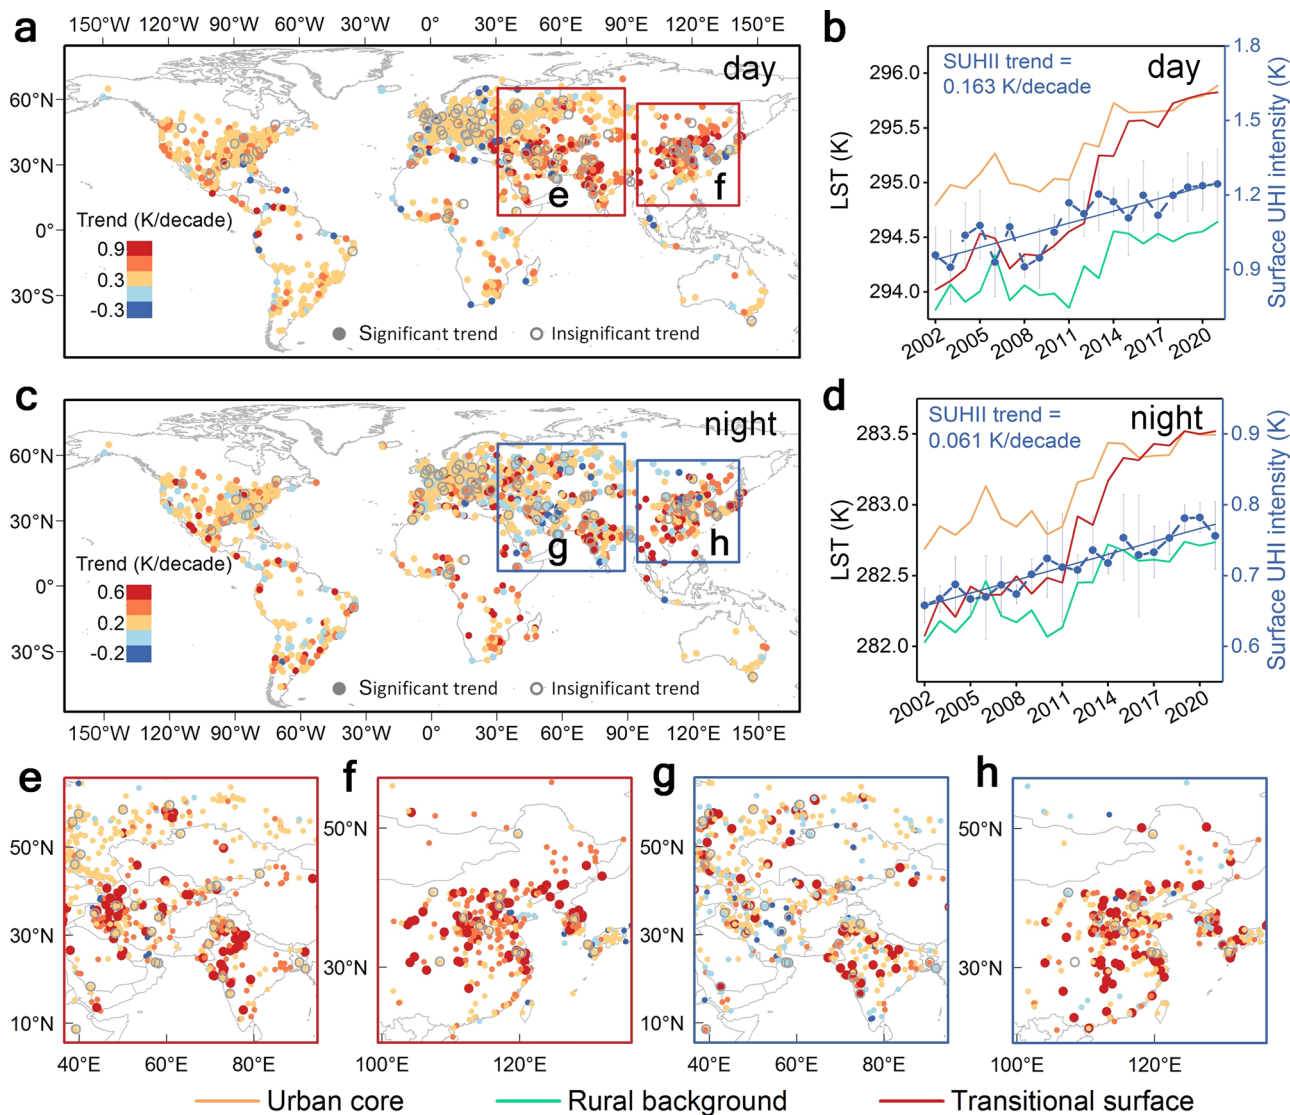 a
150°W 120°W 90°W 60°W 30°W 0° 30°E 60°E 90°E 120°E 150°E
day
60°N
30°N
0°
30°S
e
f
Trend (K/decade)
0.9
0.3
-0.3
Significant trend
Insignificant trend
b
SUHII trend =
0.163 K/decade
day
LST (K)
296.0
295.5
295.0
294.5
294.0
1.8
1.5
1.2
0.9
Surface UHI intensity (K)
2002 2005 2008 2011 2014 2017 2020
c
night
60°N
30°N
0°
30°S
g
h
Trend (K/decade)
0.6
0.2
-0.2
Significant trend
Insignificant trend
150°W 120°W 90°W 60°W 30°W 0° 30°E 60°E 90°E 120°E 150°E
d
SUHII trend =
0.061 K/decade
night
LST (K)
283.5
283.0
282.5
282.0
0.9
0.8
0.7
0.6
Surface UHI intensity (K)
2002 2005 2008 2011 2014 2017 2020
e
50°N
30°N
10°N
40°E 60°E 80°E
f
50°N
30°N
100°E 120°E
g
50°N
30°N
10°N
40°E 60°E 80°E
h
50°N
30°N
100°E 120°E
Urban core
Rural background
Transitional surface